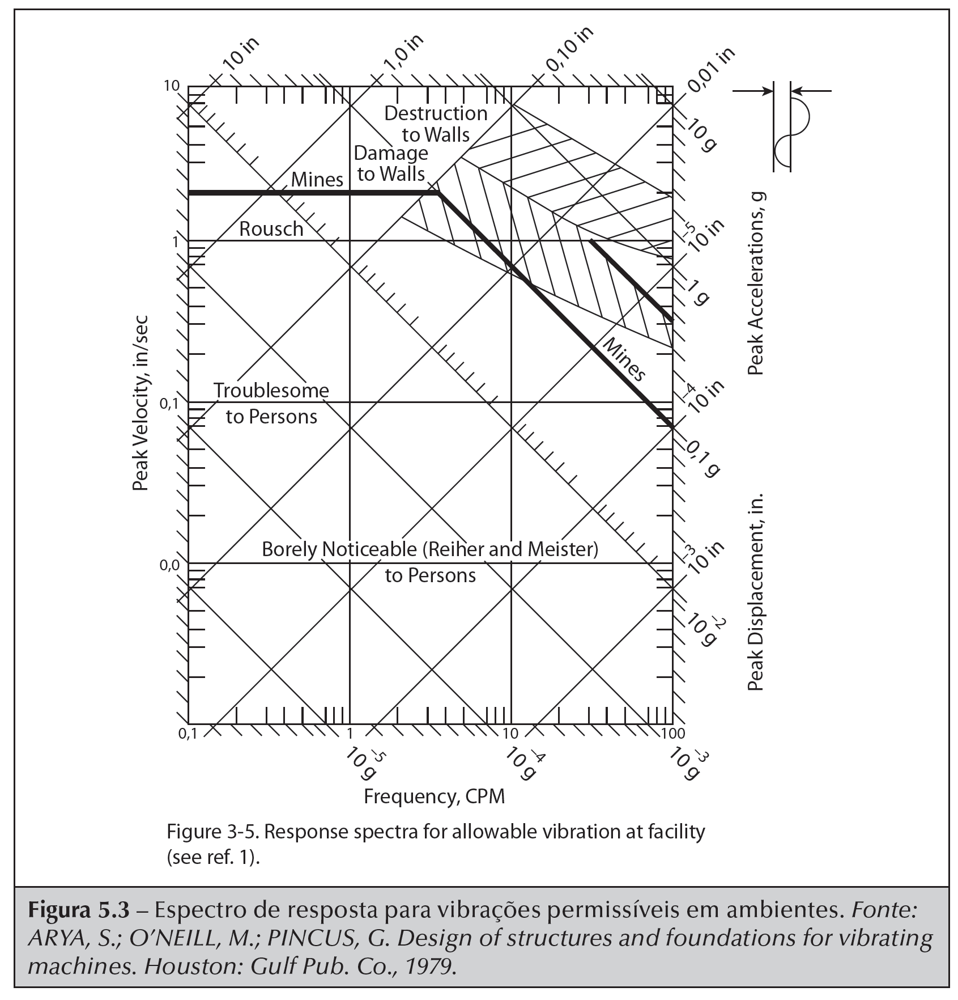 10 in
1,0 in
0,10 in
0,01 in
10
Destruction
to Walls
10 g
Damage
to Walls
Mines
Rousch
1
10⁻⁵ in
1 g
Peak Accelerations, g
Peak Velocity, in/sec
Mines
Troublesome
to Persons
0,1
10⁻⁴ in
0,1 g
Borely Noticeable (Reiher and Meister)
to Persons
0,0
10⁻³ in
10⁻² g
Peak Displacement, in.
0,1
1
10
100
10⁻⁵ g
10⁻⁴ g
10⁻³ g
Frequency, CPM
Figure 3-5. Response spectra for allowable vibration at facility
(see ref. 1).
Figura 5.3 – Espectro de resposta para vibrações permissíveis em ambientes. Fonte:
ARYA, S.; O’NEILL, M.; PINCUS, G. Design of structures and foundations for vibrating
machines. Houston: Gulf Pub. Co., 1979.